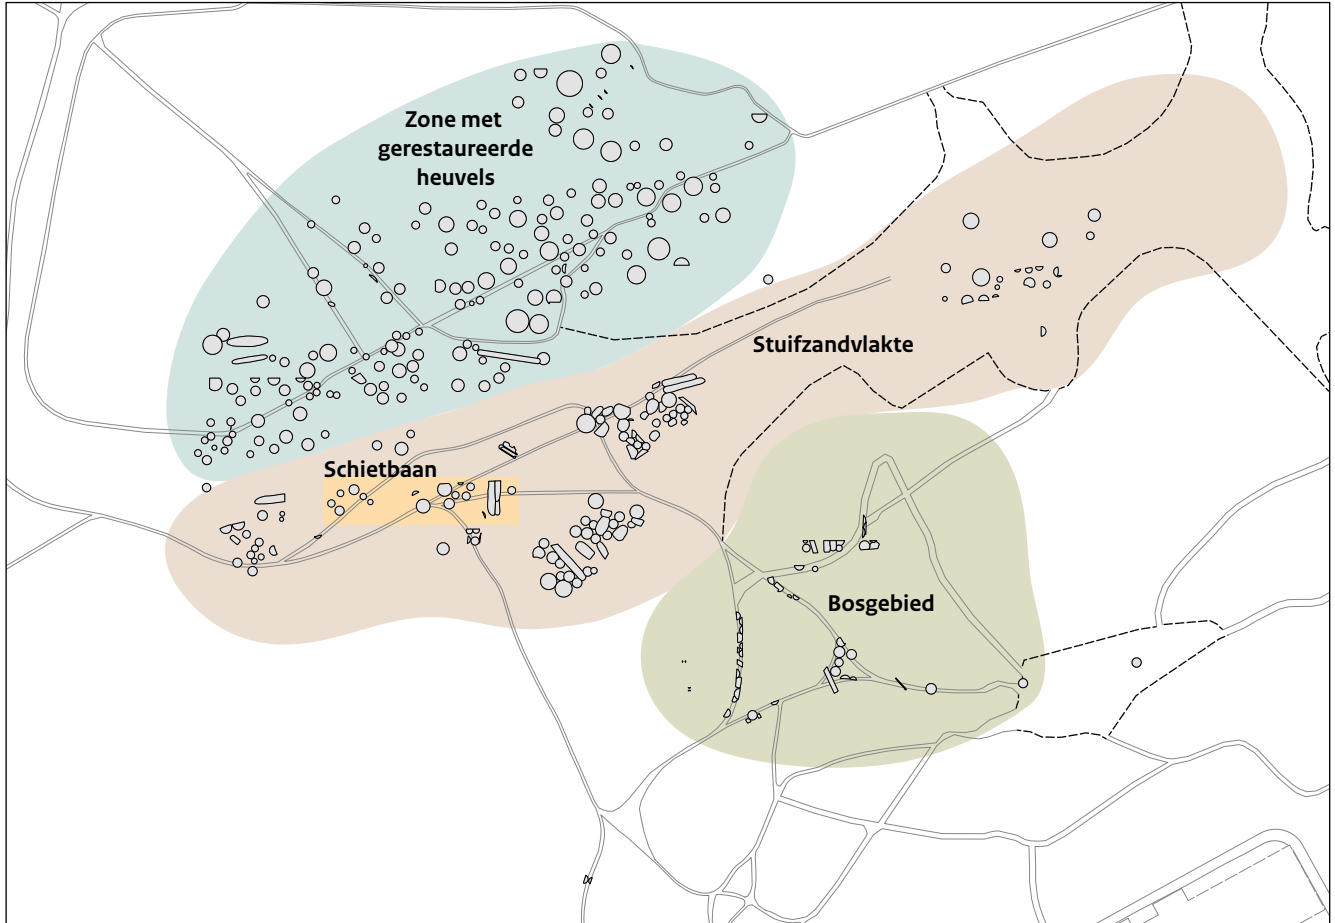 Zone met
gerestaureerde
heuvels
Stuifzandvlakte
Schietbaan
Bosgebied